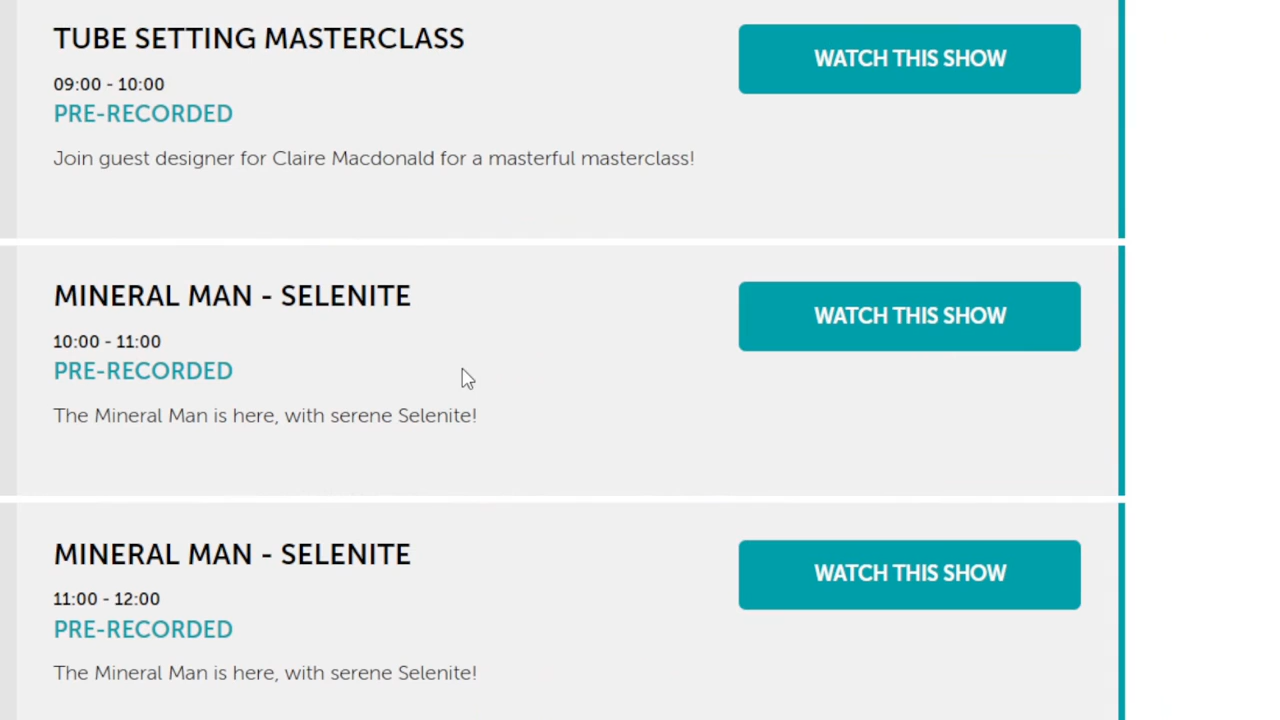 TUBE SETTING MASTERCLASS
WATCH THIS SHOW
09:00 - 10:00
PRE-RECORDED
Join guest designer for Claire Macdonald for a masterful masterclass!
MINERAL MAN - SELENITE
WATCH THIS SHOW
10:00 - 11:00
PRE-RECORDED
The Mineral Man is here, with serene Selenite!
MINERAL MAN - SELENITE
WATCH THIS SHOW
11:00 - 12:00
PRE-RECORDED
The Mineral Man is here, with serene Selenite!